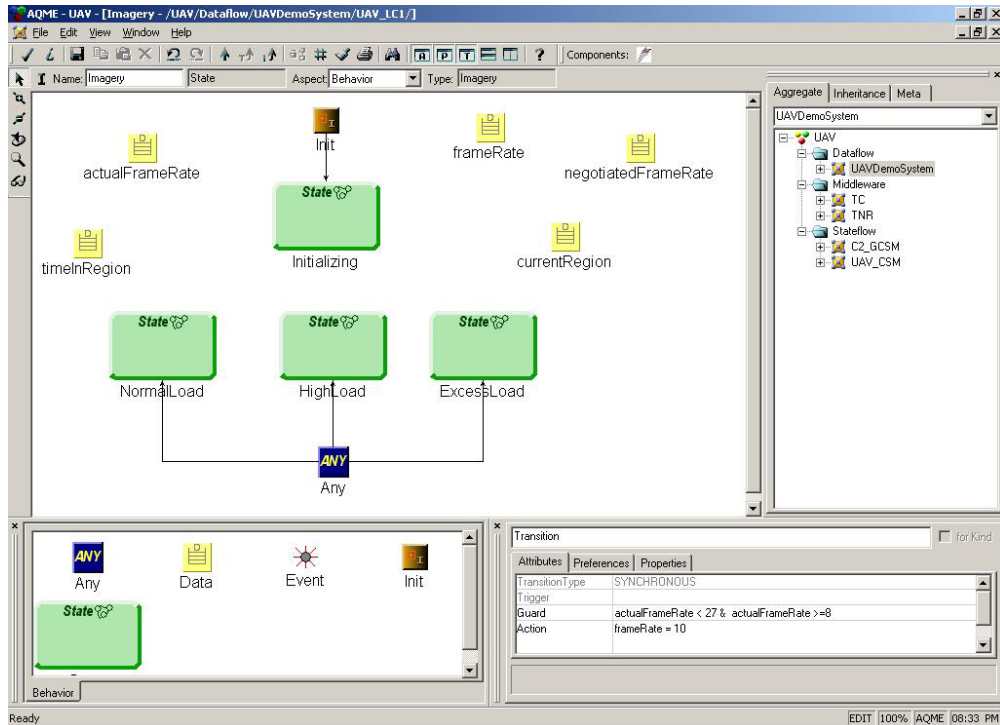 AQME - UAV - [Imagery - /UAV/Dataflow/UAVDemoSystem/UAV_LC1/]
File Edit View Window Help
Components:
Name: Imagery State Aspect: Behavior Type: Imagery
Init
actualFrameRate
frameRate
negotiatedFrameRate
State
Initializing
timeInRegion
currentRegion
State State State
NormalLoad HighLoad ExcessLoad
ANY
Any
Aggregate Inheritance Meta
UAVDemoSystem
UAV
Dataflow
UAVDemoSystem
Middleware
TC
TNR
Stateflow
C2_GCSM
UAV_CSM
ANY
Any Data Event Init
State
Behavior
Transition for Kind
Attributes Preferences Properties
TransitionType SYNCHRONOUS
Trigger
Guard actualFrameRate < 27 & actualFrameRate >=8
Action frameRate = 10
Ready EDIT 100% AQME 08:33 PM